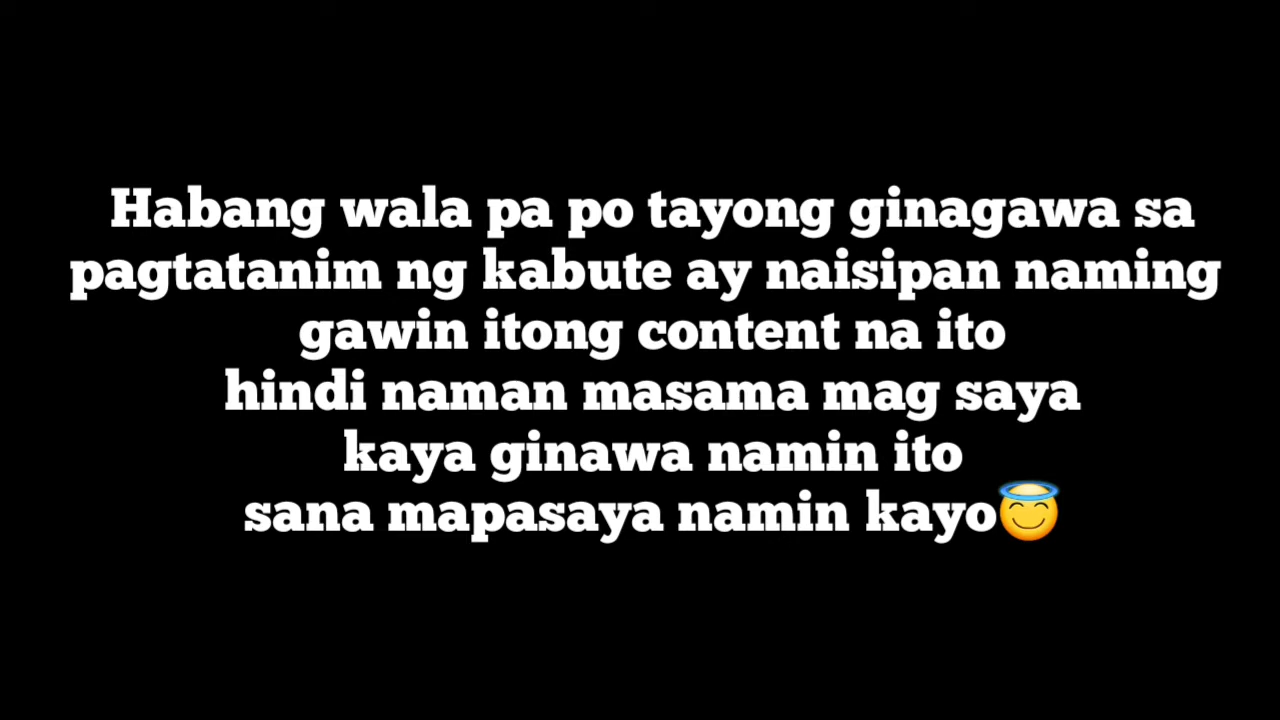 Habang wala pa po tayong ginagawa sa
pagtatanim ng kabute ay naisipan naming
gawin itong content na ito
hindi naman masama mag saya
kaya ginawa namin ito
sana mapasaya namin kayo😇